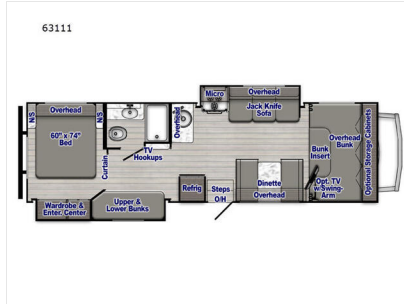 63111
Overhead
N/S
N/S
60" x 74"
Bed
Curtain
TV
Hookups
Overhead
Micro
Overhead
Jack Knife
Sofa
Overhead
Bunk
Bunk
Insert
Optional Storage Cabinets
Opt. TV
w/Swing-
Arm
Dinette
Overhead
Refrig
Steps
O/H
Upper &
Lower Bunks
Wardrobe &
Enter. Center